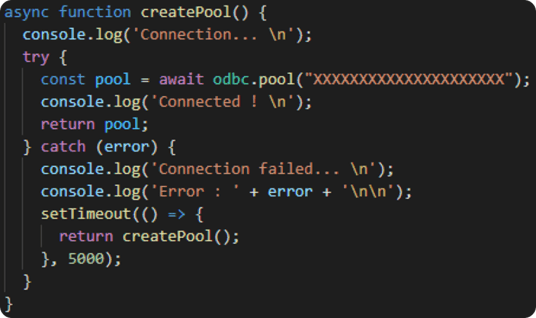 async function createPool() {
  console.log('Connection... \n');
  try {
    const pool = await odbc.pool("XXXXXXXXXXXXXXXXXXXXX");
    console.log('Connected ! \n');
    return pool;
  } catch (error) {
    console.log('Connection failed... \n');
    console.log('Error : ' + error + '\n\n');
    setTimeout(() => {
      return createPool();
    }, 5000);
  }
}